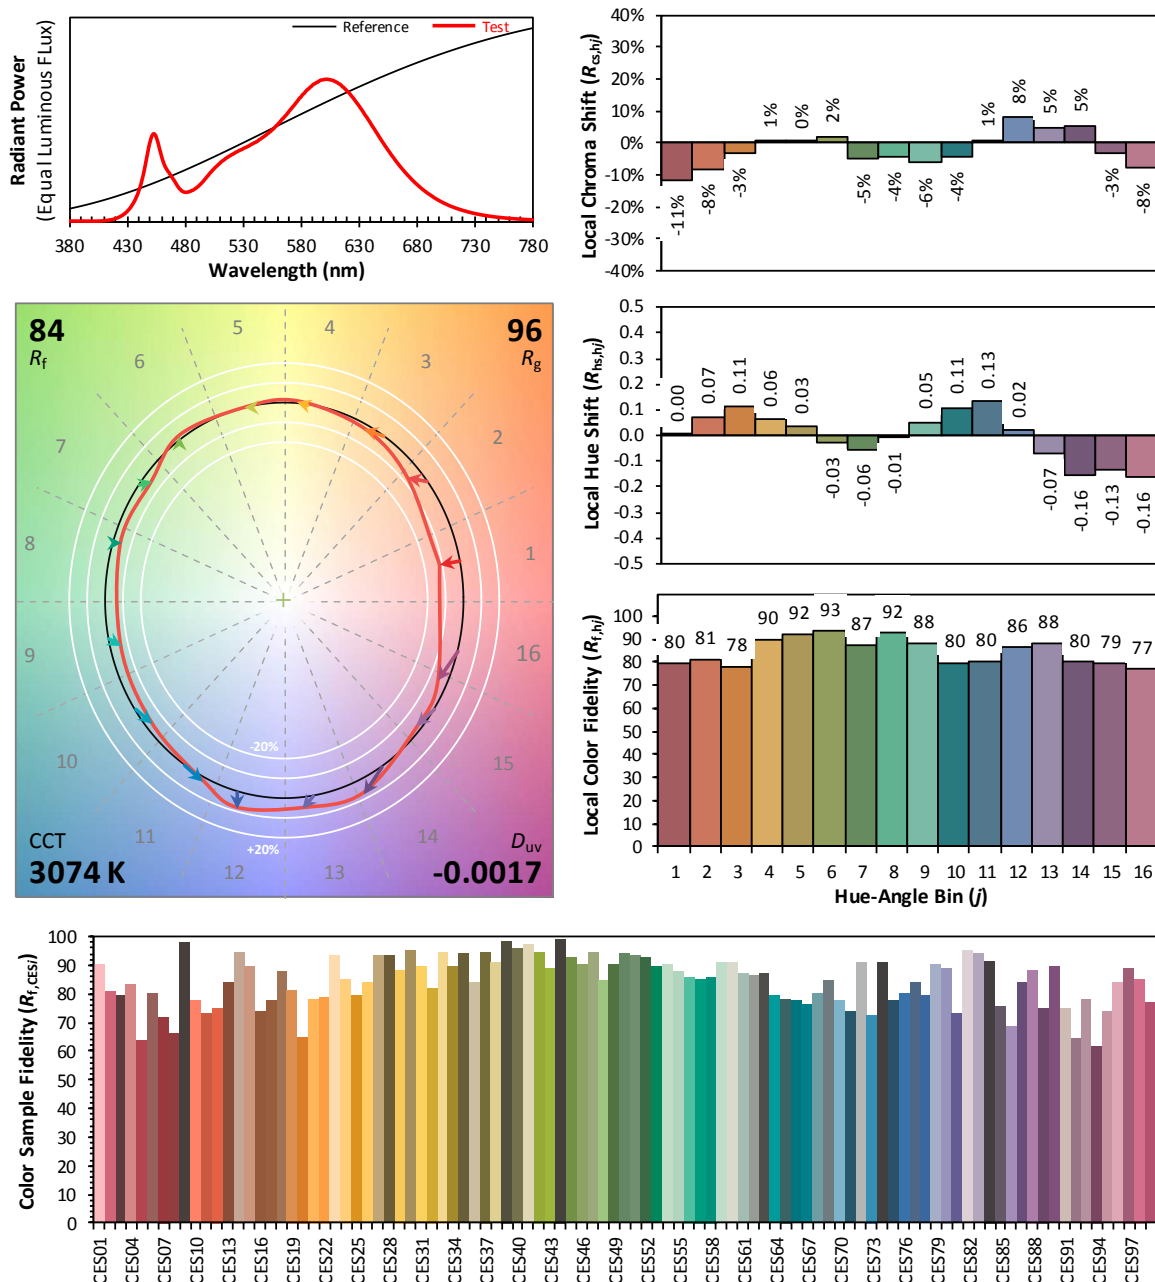 Radiant Power
(Equal Luminous FLux)
Reference
Test
380 430 480 530 580 630 680 730 780
Wavelength (nm)
Local Chroma Shift (Rcs,hj)
40%
30%
20%
10%
0%
-10%
-20%
-30%
-40%
-11% -8% -3% 1% 0% 2% -5% -4% -6% -4% 1% 8% 5% 5% -3% -8%
84
Rf
96
Rg
5 4
6 3
7 2
8 1
9 16
10 15
11 14
12 13
-20%
+20%
CCT
3074 K
Duv
-0.0017
Local Hue Shift (Rhs,hj)
0.5
0.4
0.3
0.2
0.1
0.0
-0.1
-0.2
-0.3
-0.4
-0.5
0.00 0.07 0.11 0.06 0.03 -0.03 -0.06 -0.01 0.05 0.11 0.13 0.02 -0.07 -0.16 -0.13 -0.16
Local Color Fidelity (Rf,hj)
100
90
80
70
60
50
40
30
20
10
0
80 81 78 90 92 93 87 92 88 80 80 86 88 80 79 77
1 2 3 4 5 6 7 8 9 10 11 12 13 14 15 16
Hue-Angle Bin (j)
Color Sample Fidelity (Rf,CESi)
100
90
80
70
60
50
40
30
20
10
0
CES01 CES04 CES07 CES10 CES13 CES16 CES19 CES22 CES25 CES28 CES31 CES34 CES37 CES40 CES43 CES46 CES49 CES52 CES55 CES58 CES61 CES64 CES67 CES70 CES73 CES76 CES79 CES82 CES85 CES88 CES91 CES94 CES97